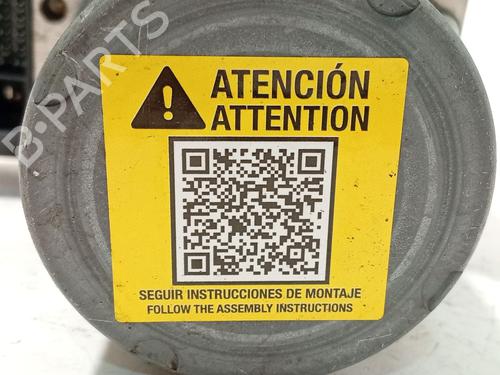 ATENCIÓN
ATTENTION
SEGUIR INSTRUCCIONES DE MONTAJE
FOLLOW THE ASSEMBLY INSTRUCTIONS
B-PARTS